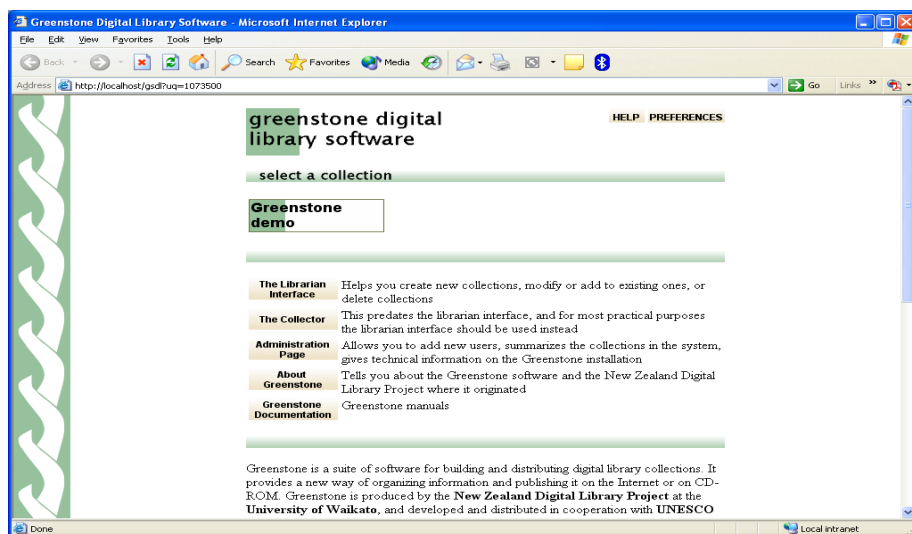 Greenstone Digital Library Software - Microsoft Internet Explorer
File Edit View Favorites Tools Help
Back Search Favorites Media
Address http://localhost/gsdl?uq=1073500 Go Links »
greenstone digital
library software
HELP PREFERENCES
select a collection
Greenstone
demo
The Librarian
Interface
Helps you create new collections, modify or add to existing ones, or
delete collections
The Collector
This predates the librarian interface, and for most practical purposes
the librarian interface should be used instead
Administration
Page
Allows you to add new users, summarizes the collections in the system,
gives technical information on the Greenstone installation
About
Greenstone
Tells you about the Greenstone software and the New Zealand Digital
Library Project where it originated
Greenstone
Documentation
Greenstone manuals
Greenstone is a suite of software for building and distributing digital library collections. It
provides a new way of organizing information and publishing it on the Internet or on CD-
ROM. Greenstone is produced by the New Zealand Digital Library Project at the
University of Waikato, and developed and distributed in cooperation with UNESCO
Done Local intranet